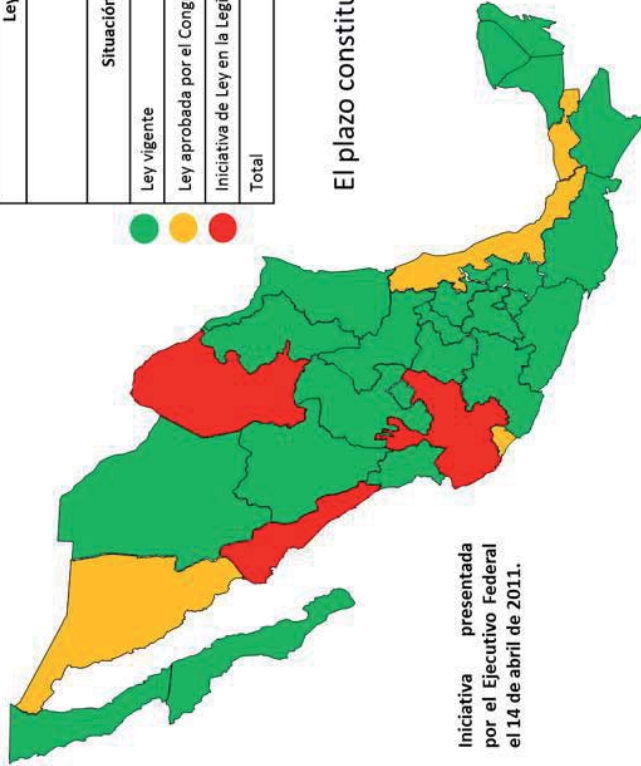 Ley
Situación
Ley vigente
Ley aprobada por el Cong
Iniciativa de Ley en la Legi
Total
El plazo constitu
Iniciativa presentada
por el Ejecutivo Federal
el 14 de abril de 2011.